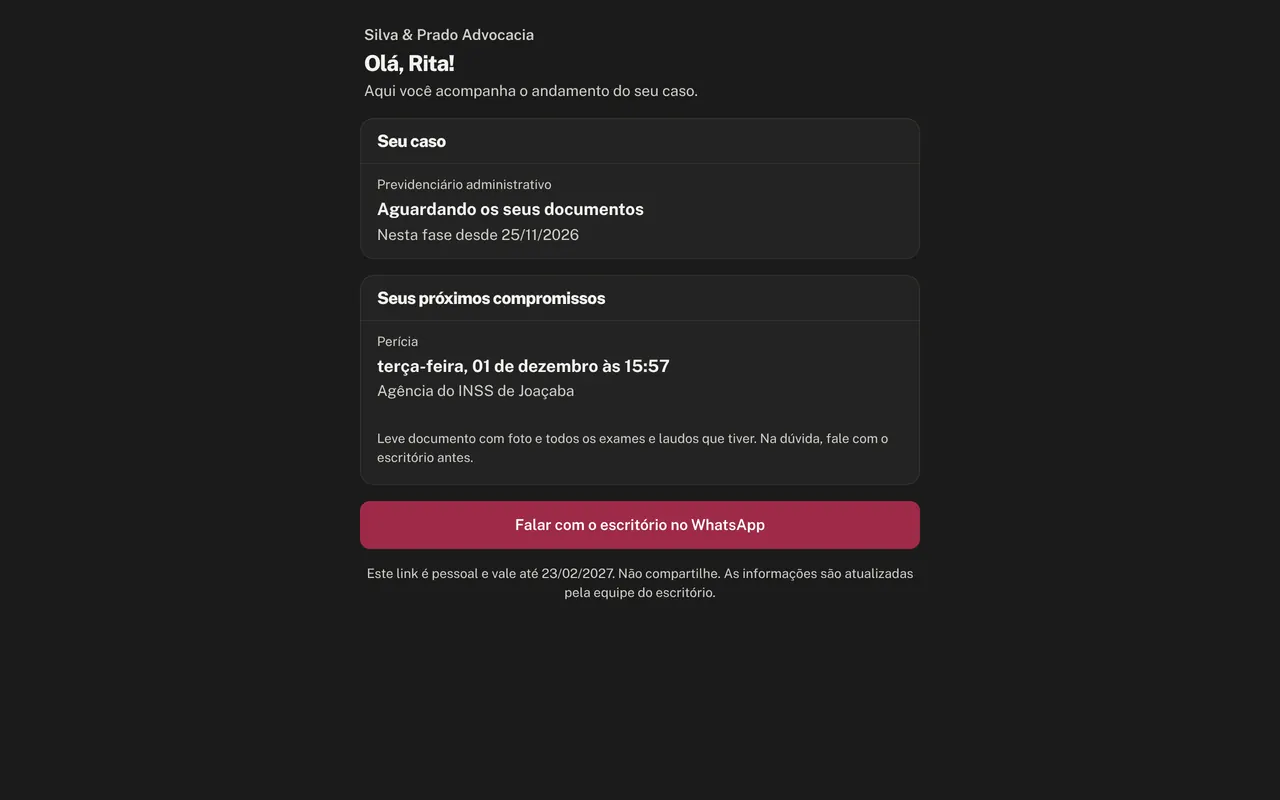 Silva & Prado Advocacia
Olá, Rita!
Aqui você acompanha o andamento do seu caso.
Seu caso
Previdenciário administrativo
Aguardando os seus documentos
Nesta fase desde 25/11/2026
Seus próximos compromissos
Perícia
terça-feira, 01 de dezembro às 15:57
Agência do INSS de Joaçaba
Leve documento com foto e todos os exames e laudos que tiver. Na dúvida, fale com o
escritório antes.
Falar com o escritório no WhatsApp
Este link é pessoal e vale até 23/02/2027. Não compartilhe. As informações são atualizadas
pela equipe do escritório.